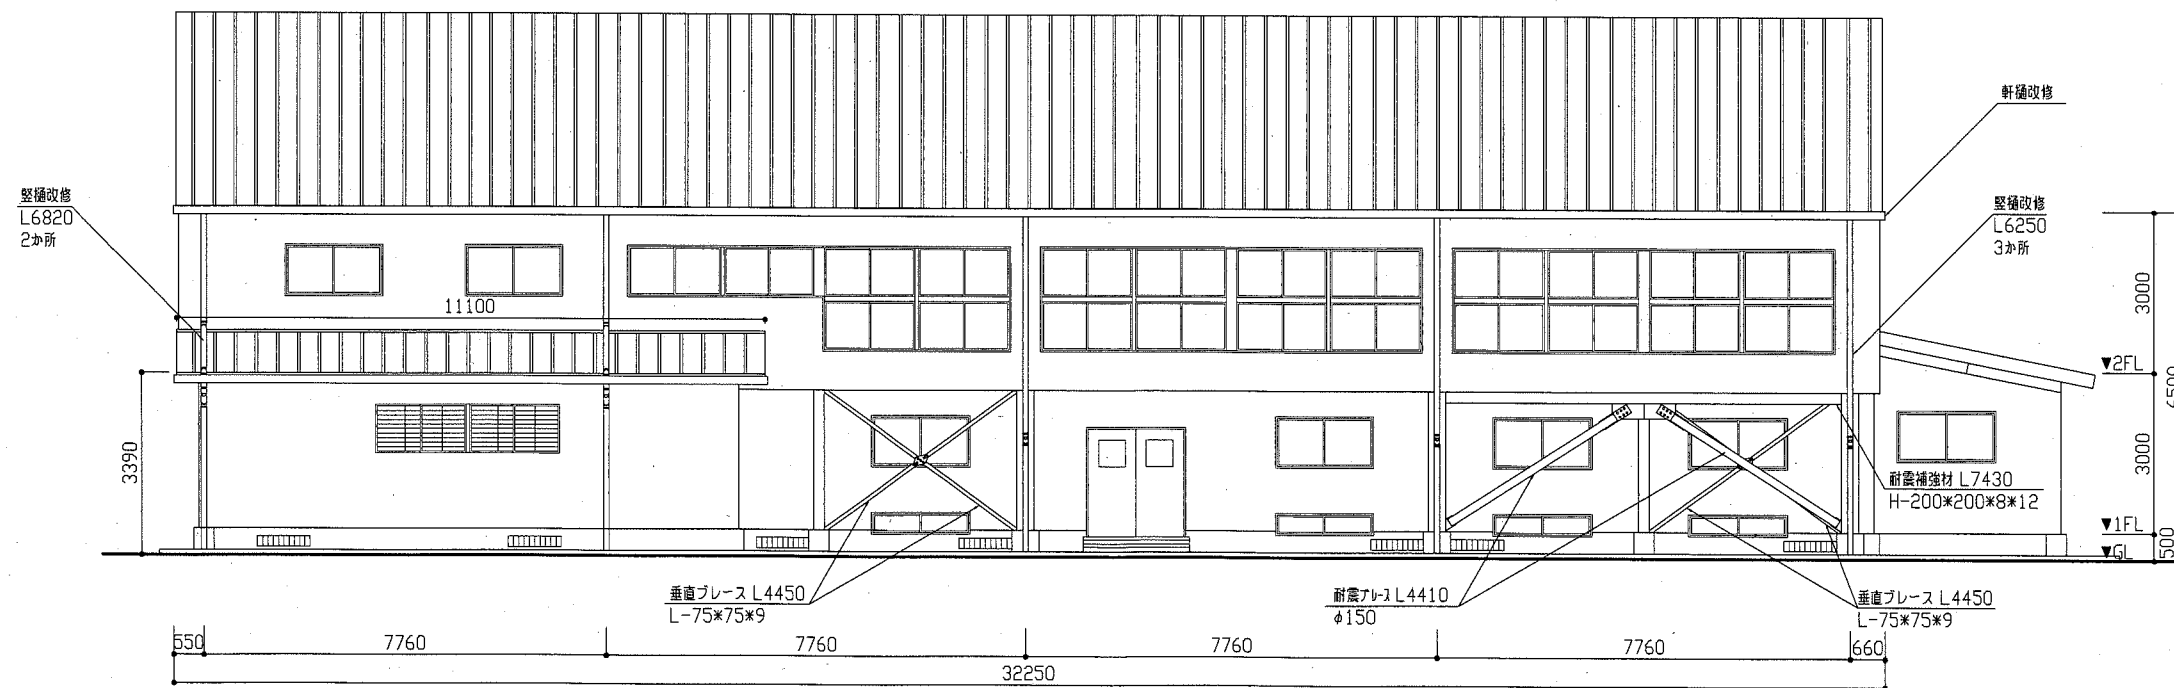 軒樋改修
竪樋改修
L6820
2か所
竪樋改修
L6250
3か所
11100
3000
▼2FL
6500
3390
3000
耐震補強材 L7430
H-200*200*8*12
▼1FL
500
▼GL
垂直ブレース L4450
L-75*75*9
耐震ブレース L4410
φ150
垂直ブレース L4450
L-75*75*9
550
7760
7760
7760
7760
660
32250